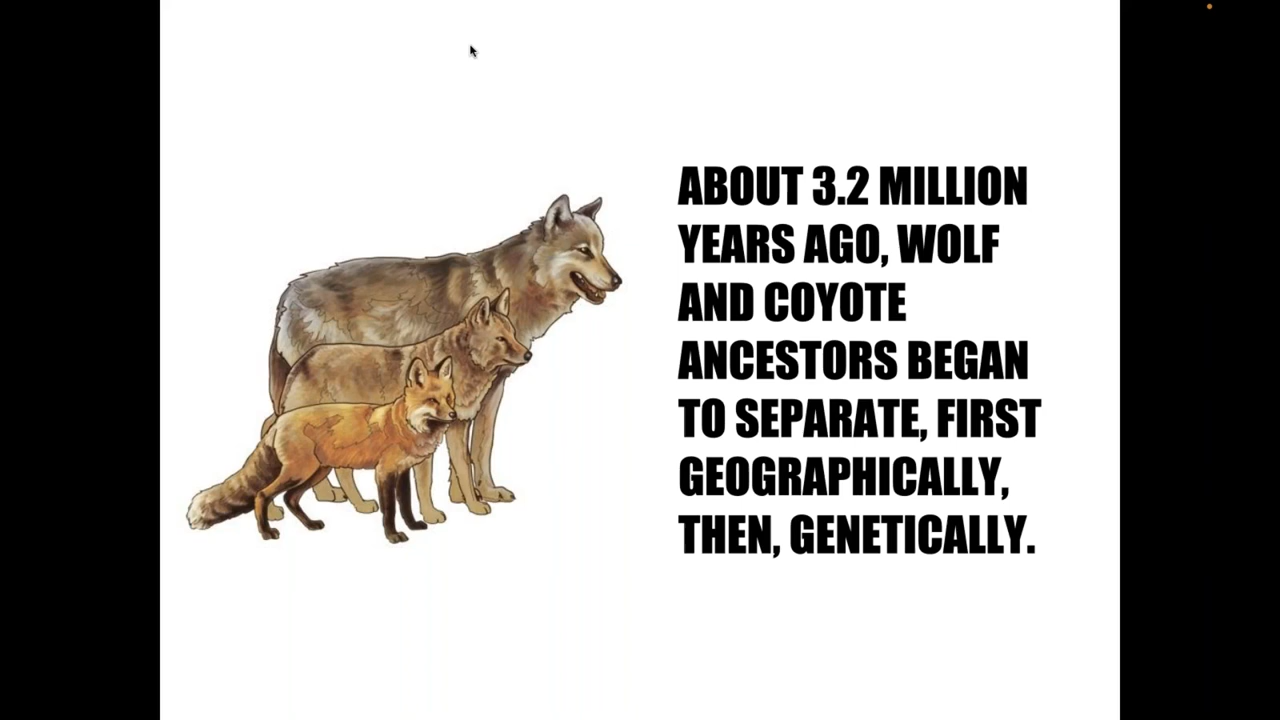 ABOUT 3.2 MILLION
YEARS AGO, WOLF
AND COYOTE
ANCESTORS BEGAN
TO SEPARATE, FIRST
GEOGRAPHICALLY,
THEN, GENETICALLY.